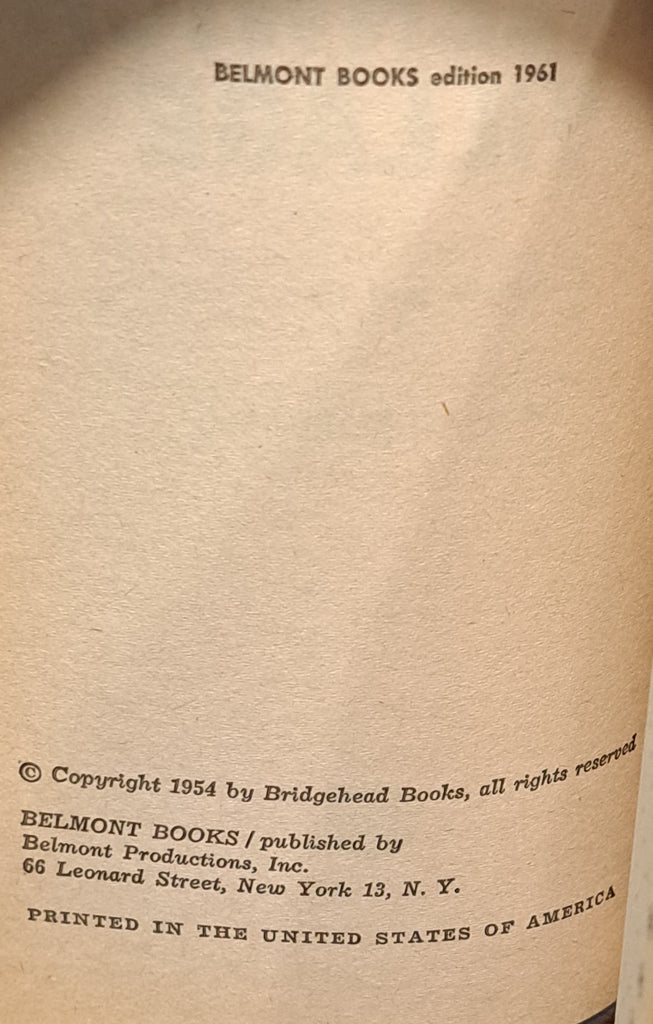 BELMONT BOOKS edition 1961
© Copyright 1954 by Bridgehead Books, all rights reserved
BELMONT BOOKS / published by
Belmont Productions, Inc.
66 Leonard Street, New York 13, N. Y.
PRINTED IN THE UNITED STATES OF AMERICA